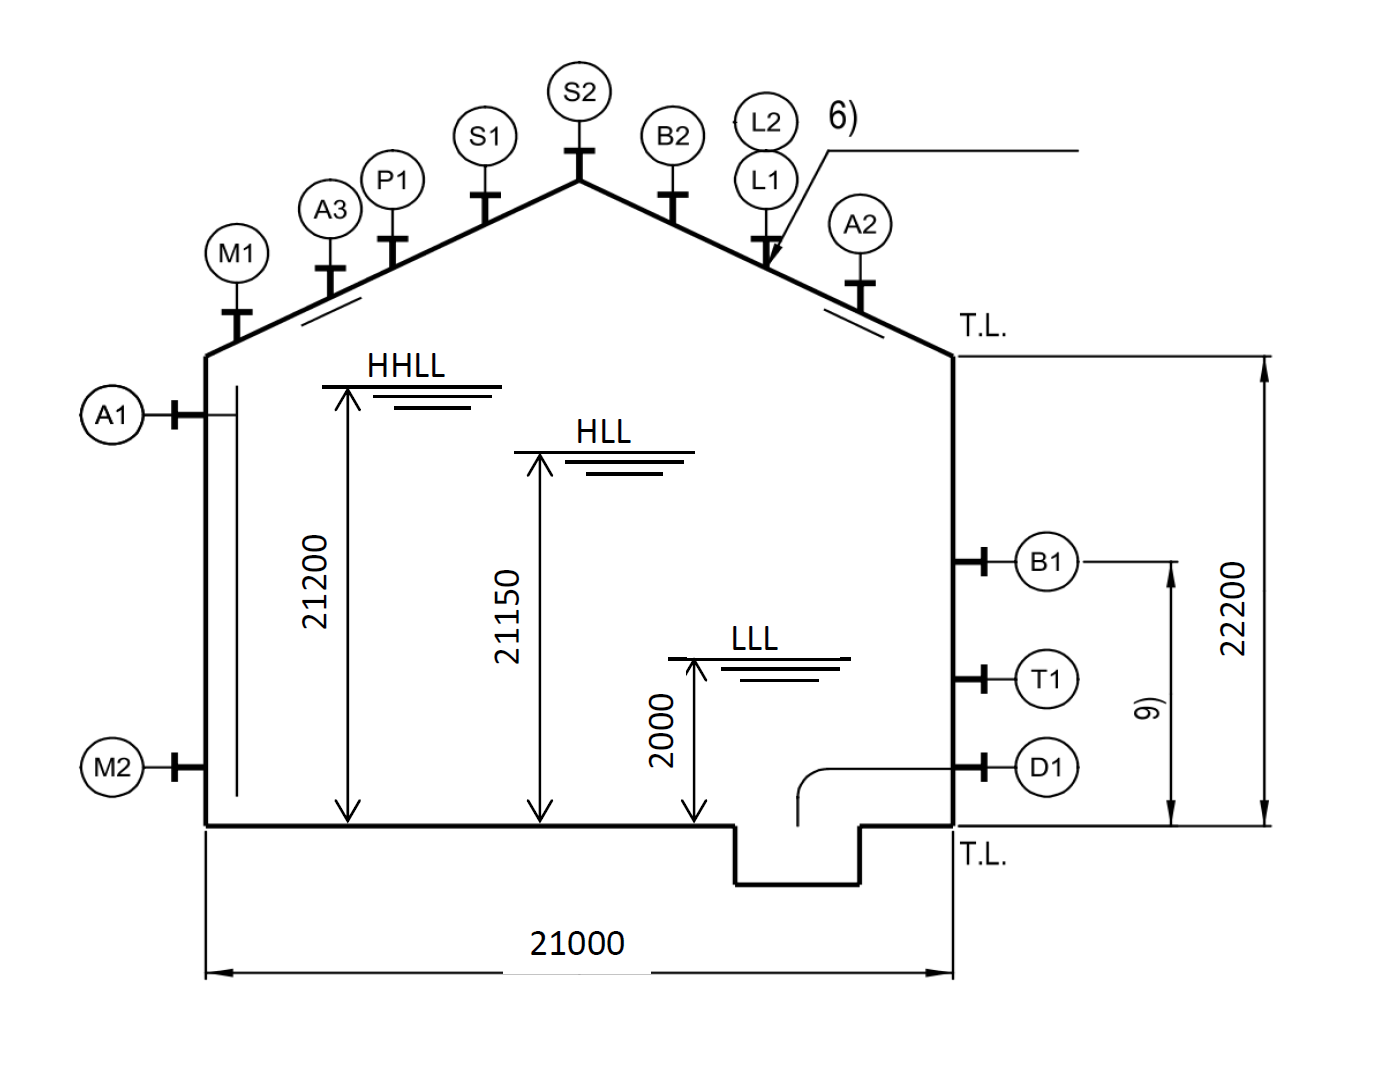 S2
S1
B2
L2
6)
P1
L1
A3
A2
M1
T.L.
HHLL
A1
HLL
21200
21150
B1
22200
LLL
T1
2000
9)
M2
D1
T.L.
21000